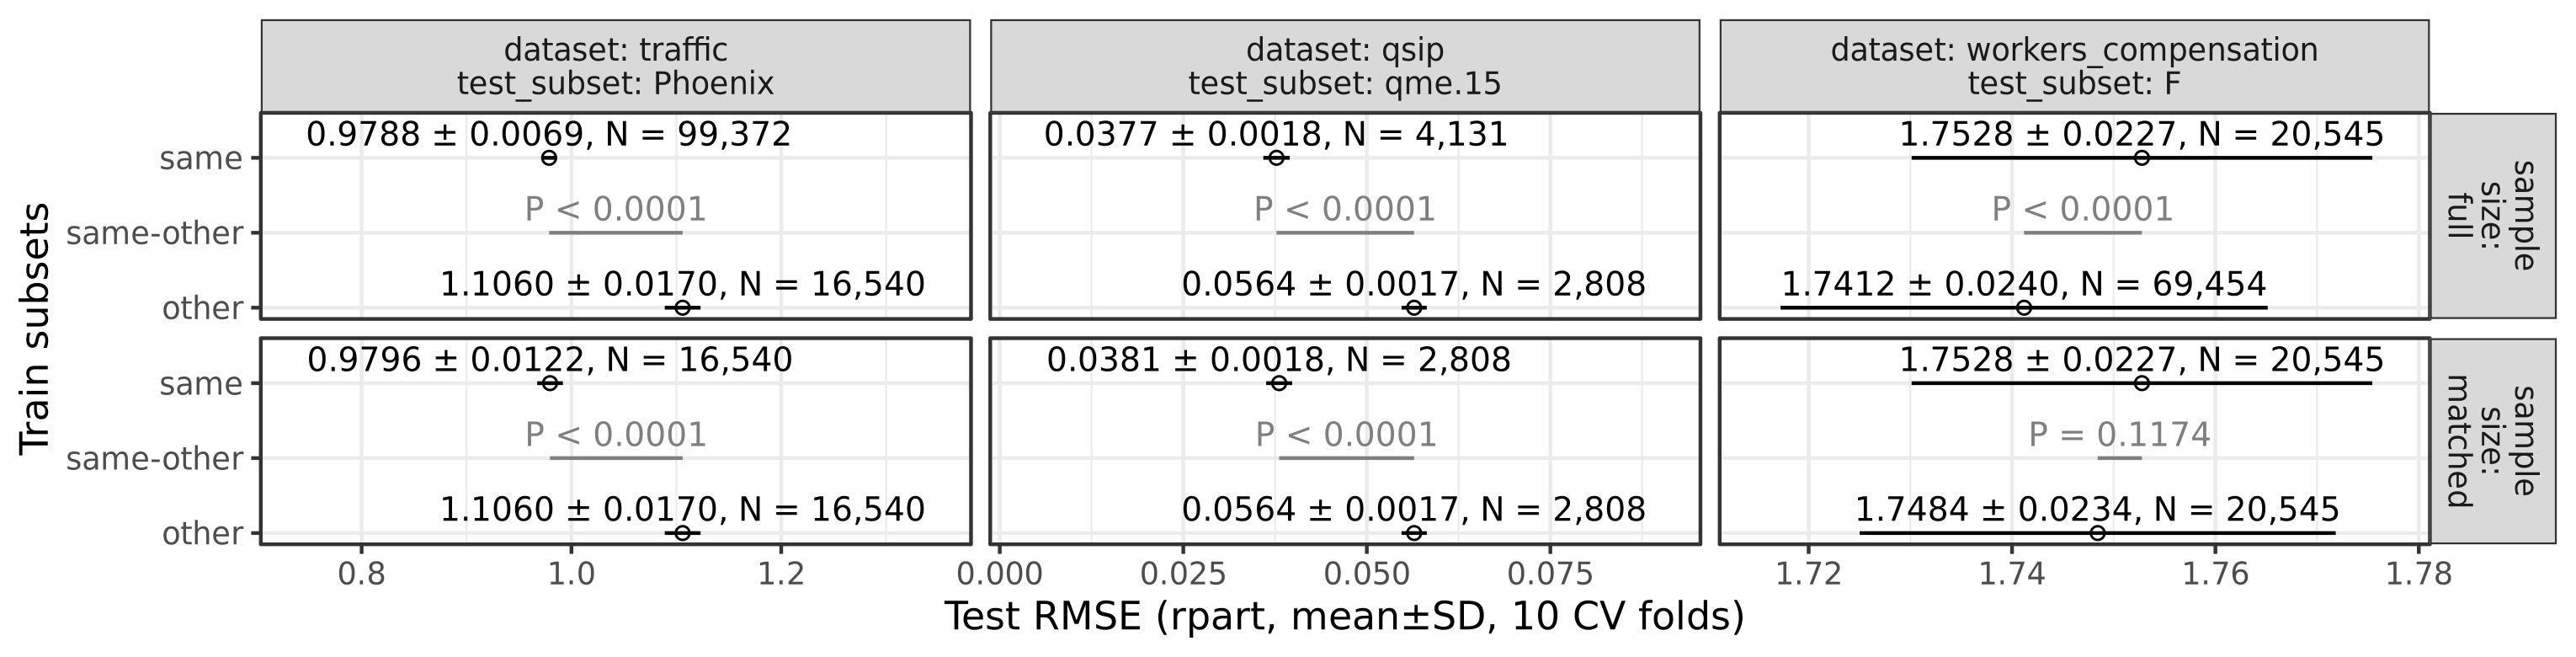 dataset: traffic
test_subset: Phoenix
dataset: qsip
test_subset: qme.15
dataset: workers_compensation
test_subset: F
Train subsets
same
same-other
other
0.9788 ± 0.0069, N = 99,372
P < 0.0001
1.1060 ± 0.0170, N = 16,540
0.0377 ± 0.0018, N = 4,131
P < 0.0001
0.0564 ± 0.0017, N = 2,808
1.7528 ± 0.0227, N = 20,545
P < 0.0001
1.7412 ± 0.0240, N = 69,454
sample
size:
full
same
same-other
other
0.9796 ± 0.0122, N = 16,540
P < 0.0001
1.1060 ± 0.0170, N = 16,540
0.0381 ± 0.0018, N = 2,808
P < 0.0001
0.0564 ± 0.0017, N = 2,808
1.7528 ± 0.0227, N = 20,545
P = 0.1174
1.7484 ± 0.0234, N = 20,545
sample
size:
matched
0.8 1.0 1.2
0.000 0.025 0.050 0.075
1.72 1.74 1.76 1.78
Test RMSE (rpart, mean±SD, 10 CV folds)